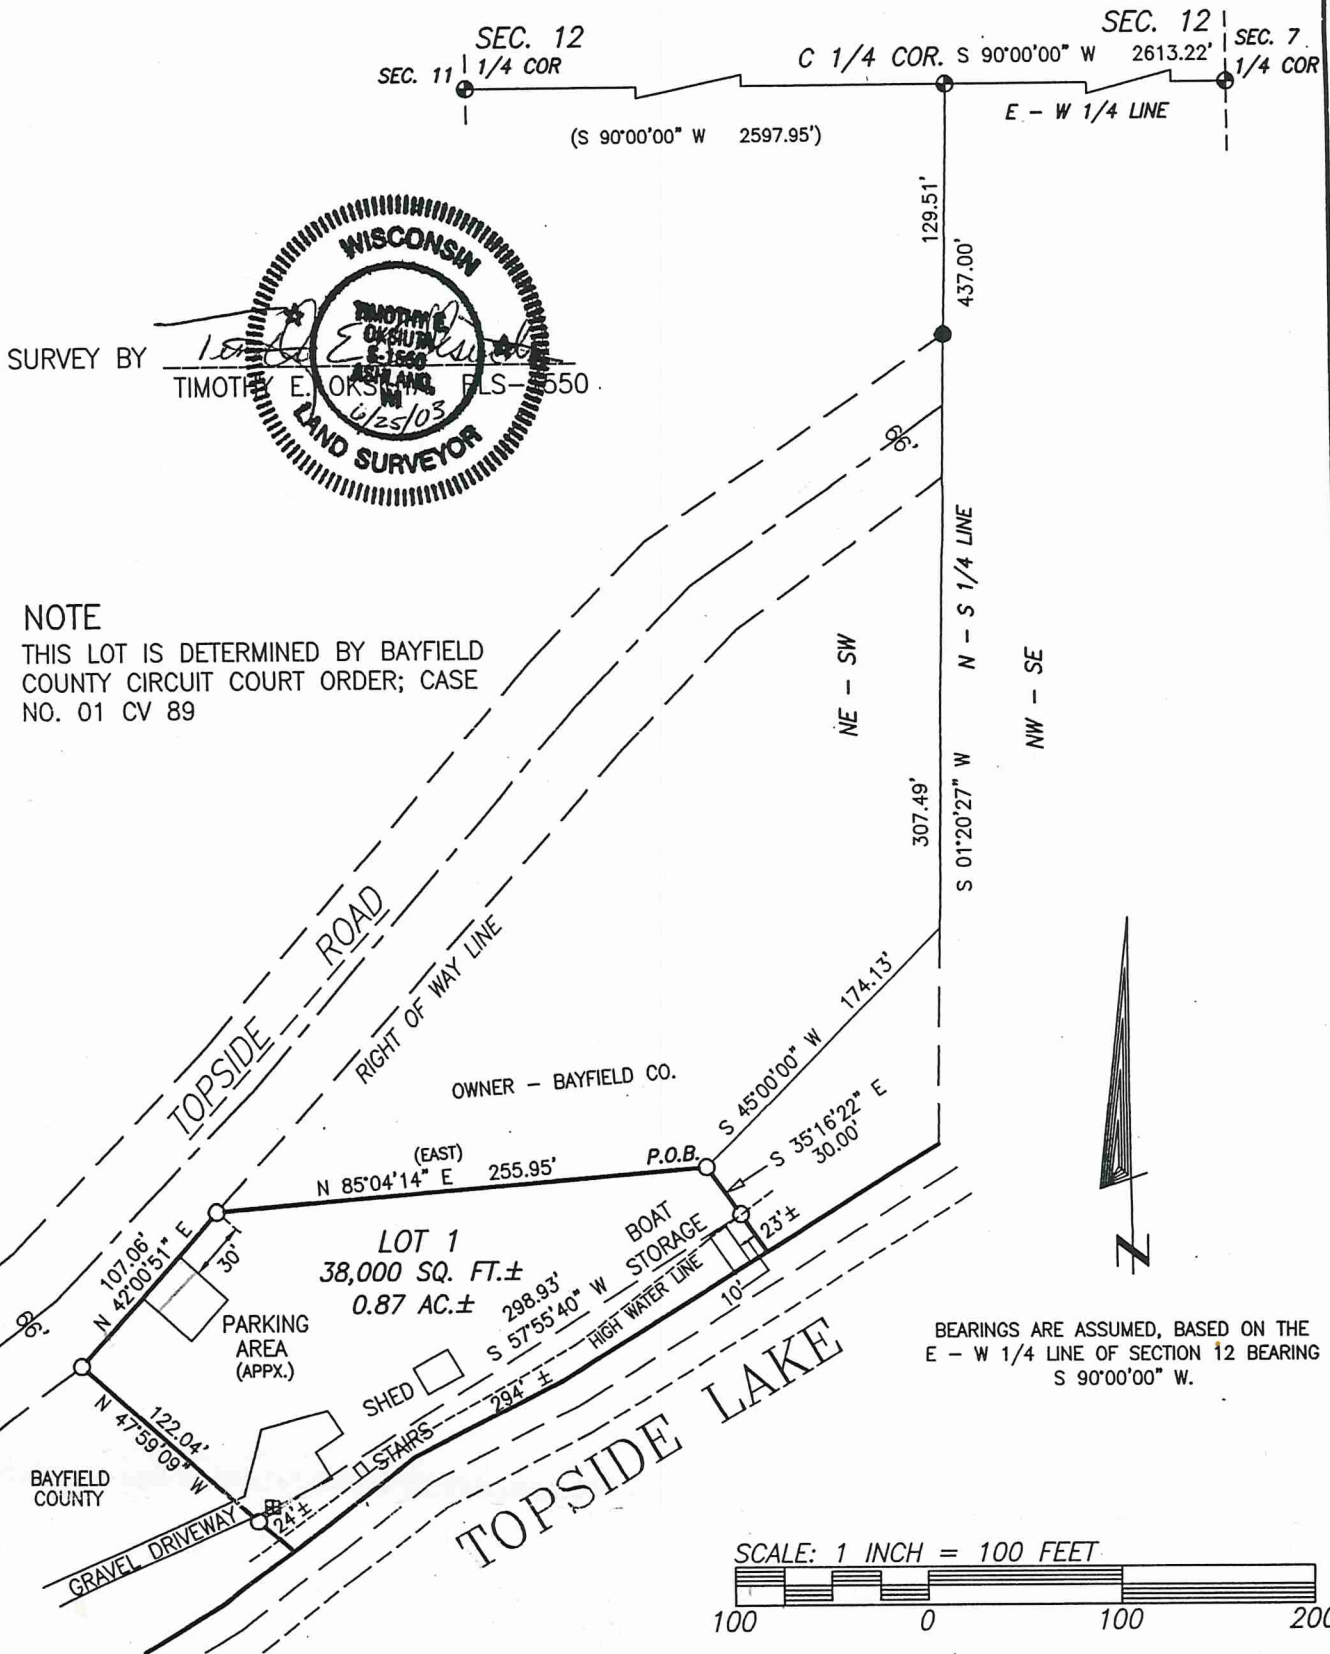 SEC. 12
SEC. 11
1/4 COR
C 1/4 COR.
S 90°00'00" W 2613.22'
SEC. 12
SEC. 7
1/4 COR
E - W 1/4 LINE
(S 90°00'00" W 2597.95')
129.51'
437.00'
WISCONSIN
TIMOTHY E.
OKSIUTA
S-1550
ASHLAND,
WI
6/25/03
LAND SURVEYOR
SURVEY BY
TIMOTHY E.
66'
NOTE
THIS LOT IS DETERMINED BY BAYFIELD
COUNTY CIRCUIT COURT ORDER; CASE
NO. 01 CV 89
N - S 1/4 LINE
NE - SW
NW - SE
307.49'
S 01°20'27" W
TOPSIDE ROAD
RIGHT OF WAY LINE
174.13'
S 45°00'00" W
OWNER - BAYFIELD CO.
S 35°16'22" E
30.00'
(EAST)
N 85°04'14" E 255.95'
P.O.B.
107.06'
N 42°00'51" E
30'
LOT 1
38,000 SQ. FT.±
0.87 AC.±
BOAT
STORAGE
23'±
298.93'
S 57°55'40" W
HIGH WATER LINE
10'
66'
PARKING
AREA
(APPX.)
SHED
294' ±
STAIRS
122.04'
N 47°59'09" W
24'±
BAYFIELD
COUNTY
GRAVEL DRIVEWAY
TOPSIDE LAKE
N
BEARINGS ARE ASSUMED, BASED ON THE
E - W 1/4 LINE OF SECTION 12 BEARING
S 90°00'00" W.
SCALE: 1 INCH = 100 FEET
100 0 100 200